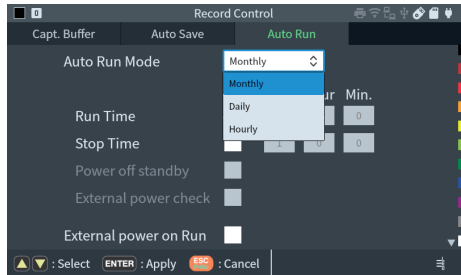 0 Record Control
Capt. Buffer Auto Save Auto Run
Auto Run Mode Monthly
Monthly
Min.
Daily
Run Time 0
Hourly
Stop Time 1 0 0
Power off standby
External power check
External power on Run
: Select ENTER : Apply ESC : Cancel